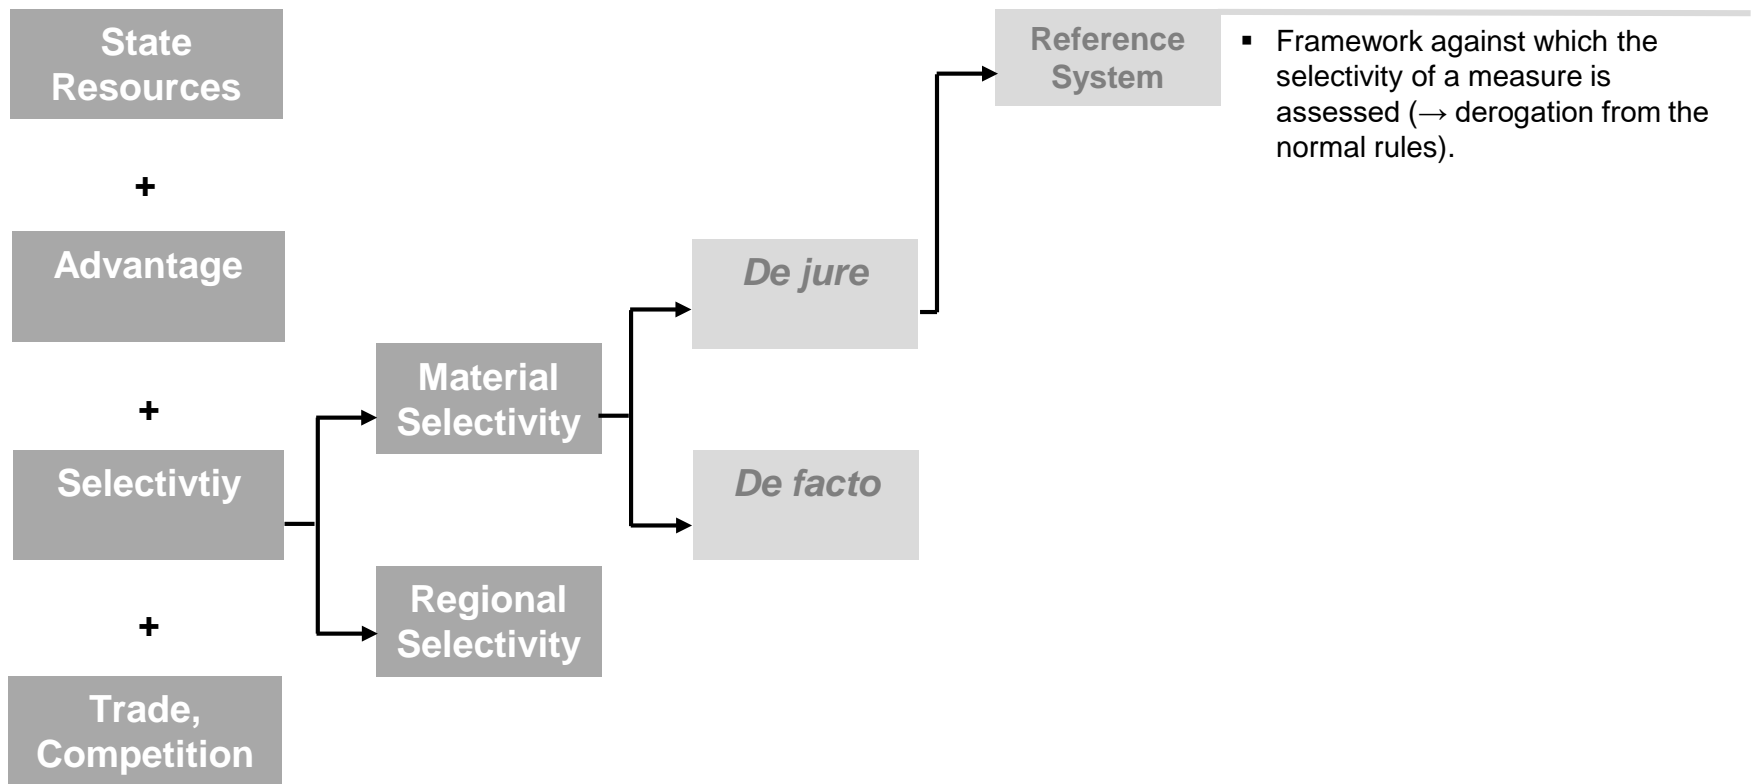 State
Resources
+
Advantage
+
Selectivtiy
+
Trade,
Competition
Material
Selectivity
Regional
Selectivity
De jure
De facto
Reference
System
▪ Framework against which the
selectivity of a measure is
assessed (→ derogation from the
normal rules).